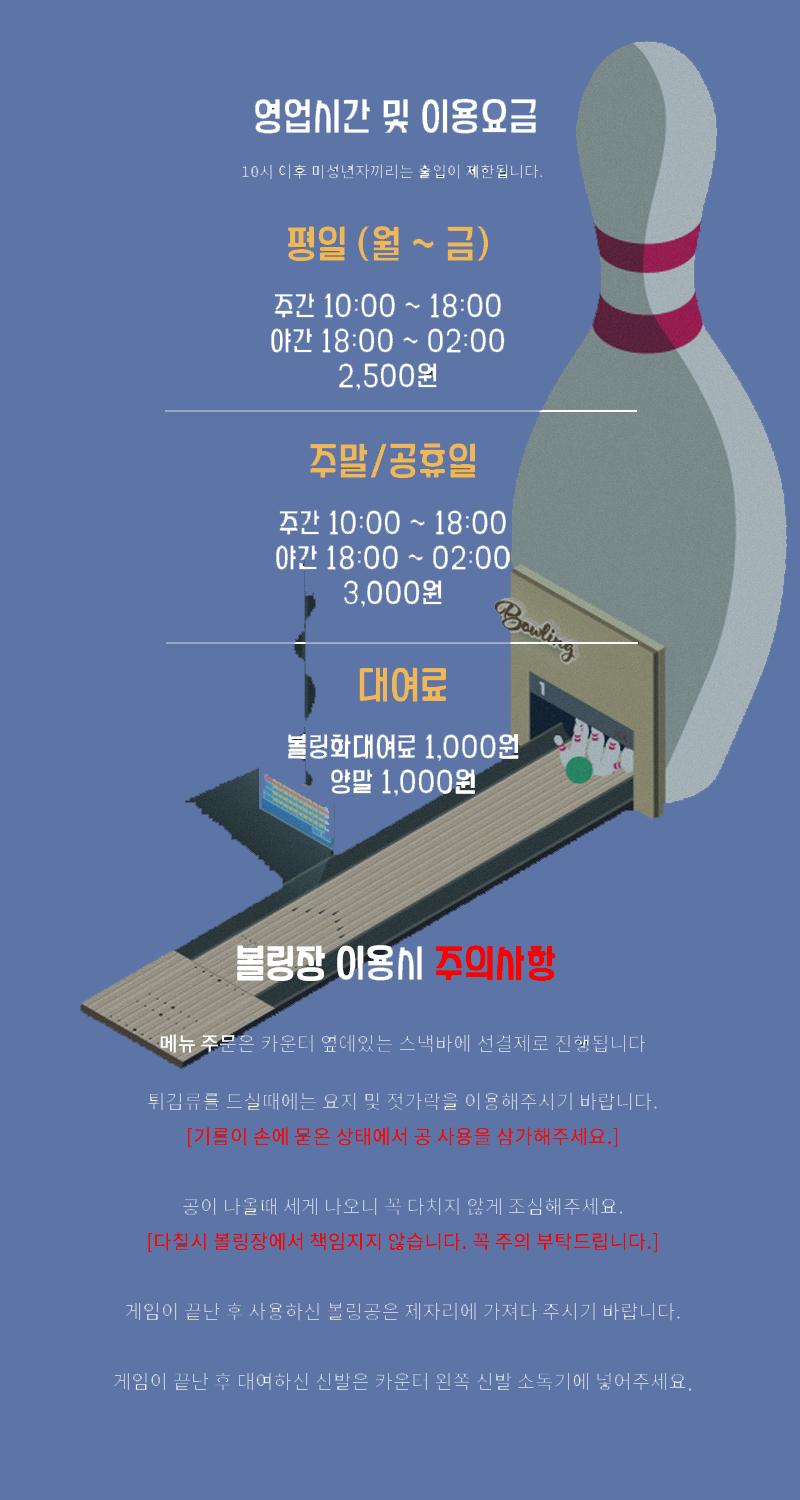 영업시간 및 이용요금
10시 이후 미성년자끼리는 출입이 제한됩니다.
평일 (월 ~ 금)
주간 10:00 ~ 18:00
야간 18:00 ~ 02:00
2,500원
주말/공휴일
주간 10:00 ~ 18:00
야간 18:00 ~ 02:00
3,000원
Bowling
1
대여료
볼링화대여료 1,000원
양말 1,000원
볼링장 이용시 주의사항
메뉴 주문은 카운터 옆에있는 스낵바에 선결제로 진행됩니다
튀김류를 드실때에는 요지 및 젓가락을 이용해주시기 바랍니다.
[기름이 손에 묻은 상태에서 공 사용을 삼가해주세요.]
공이 나올때 세게 나오니 꼭 다치지 않게 조심해주세요.
[다칠시 볼링장에서 책임지지 않습니다. 꼭 주의 부탁드립니다.]
게임이 끝난 후 사용하신 볼링공은 제자리에 가져다 주시기 바랍니다.
게임이 끝난 후 대여하신 신발은 카운터 왼쪽 신발 소독기에 넣어주세요.